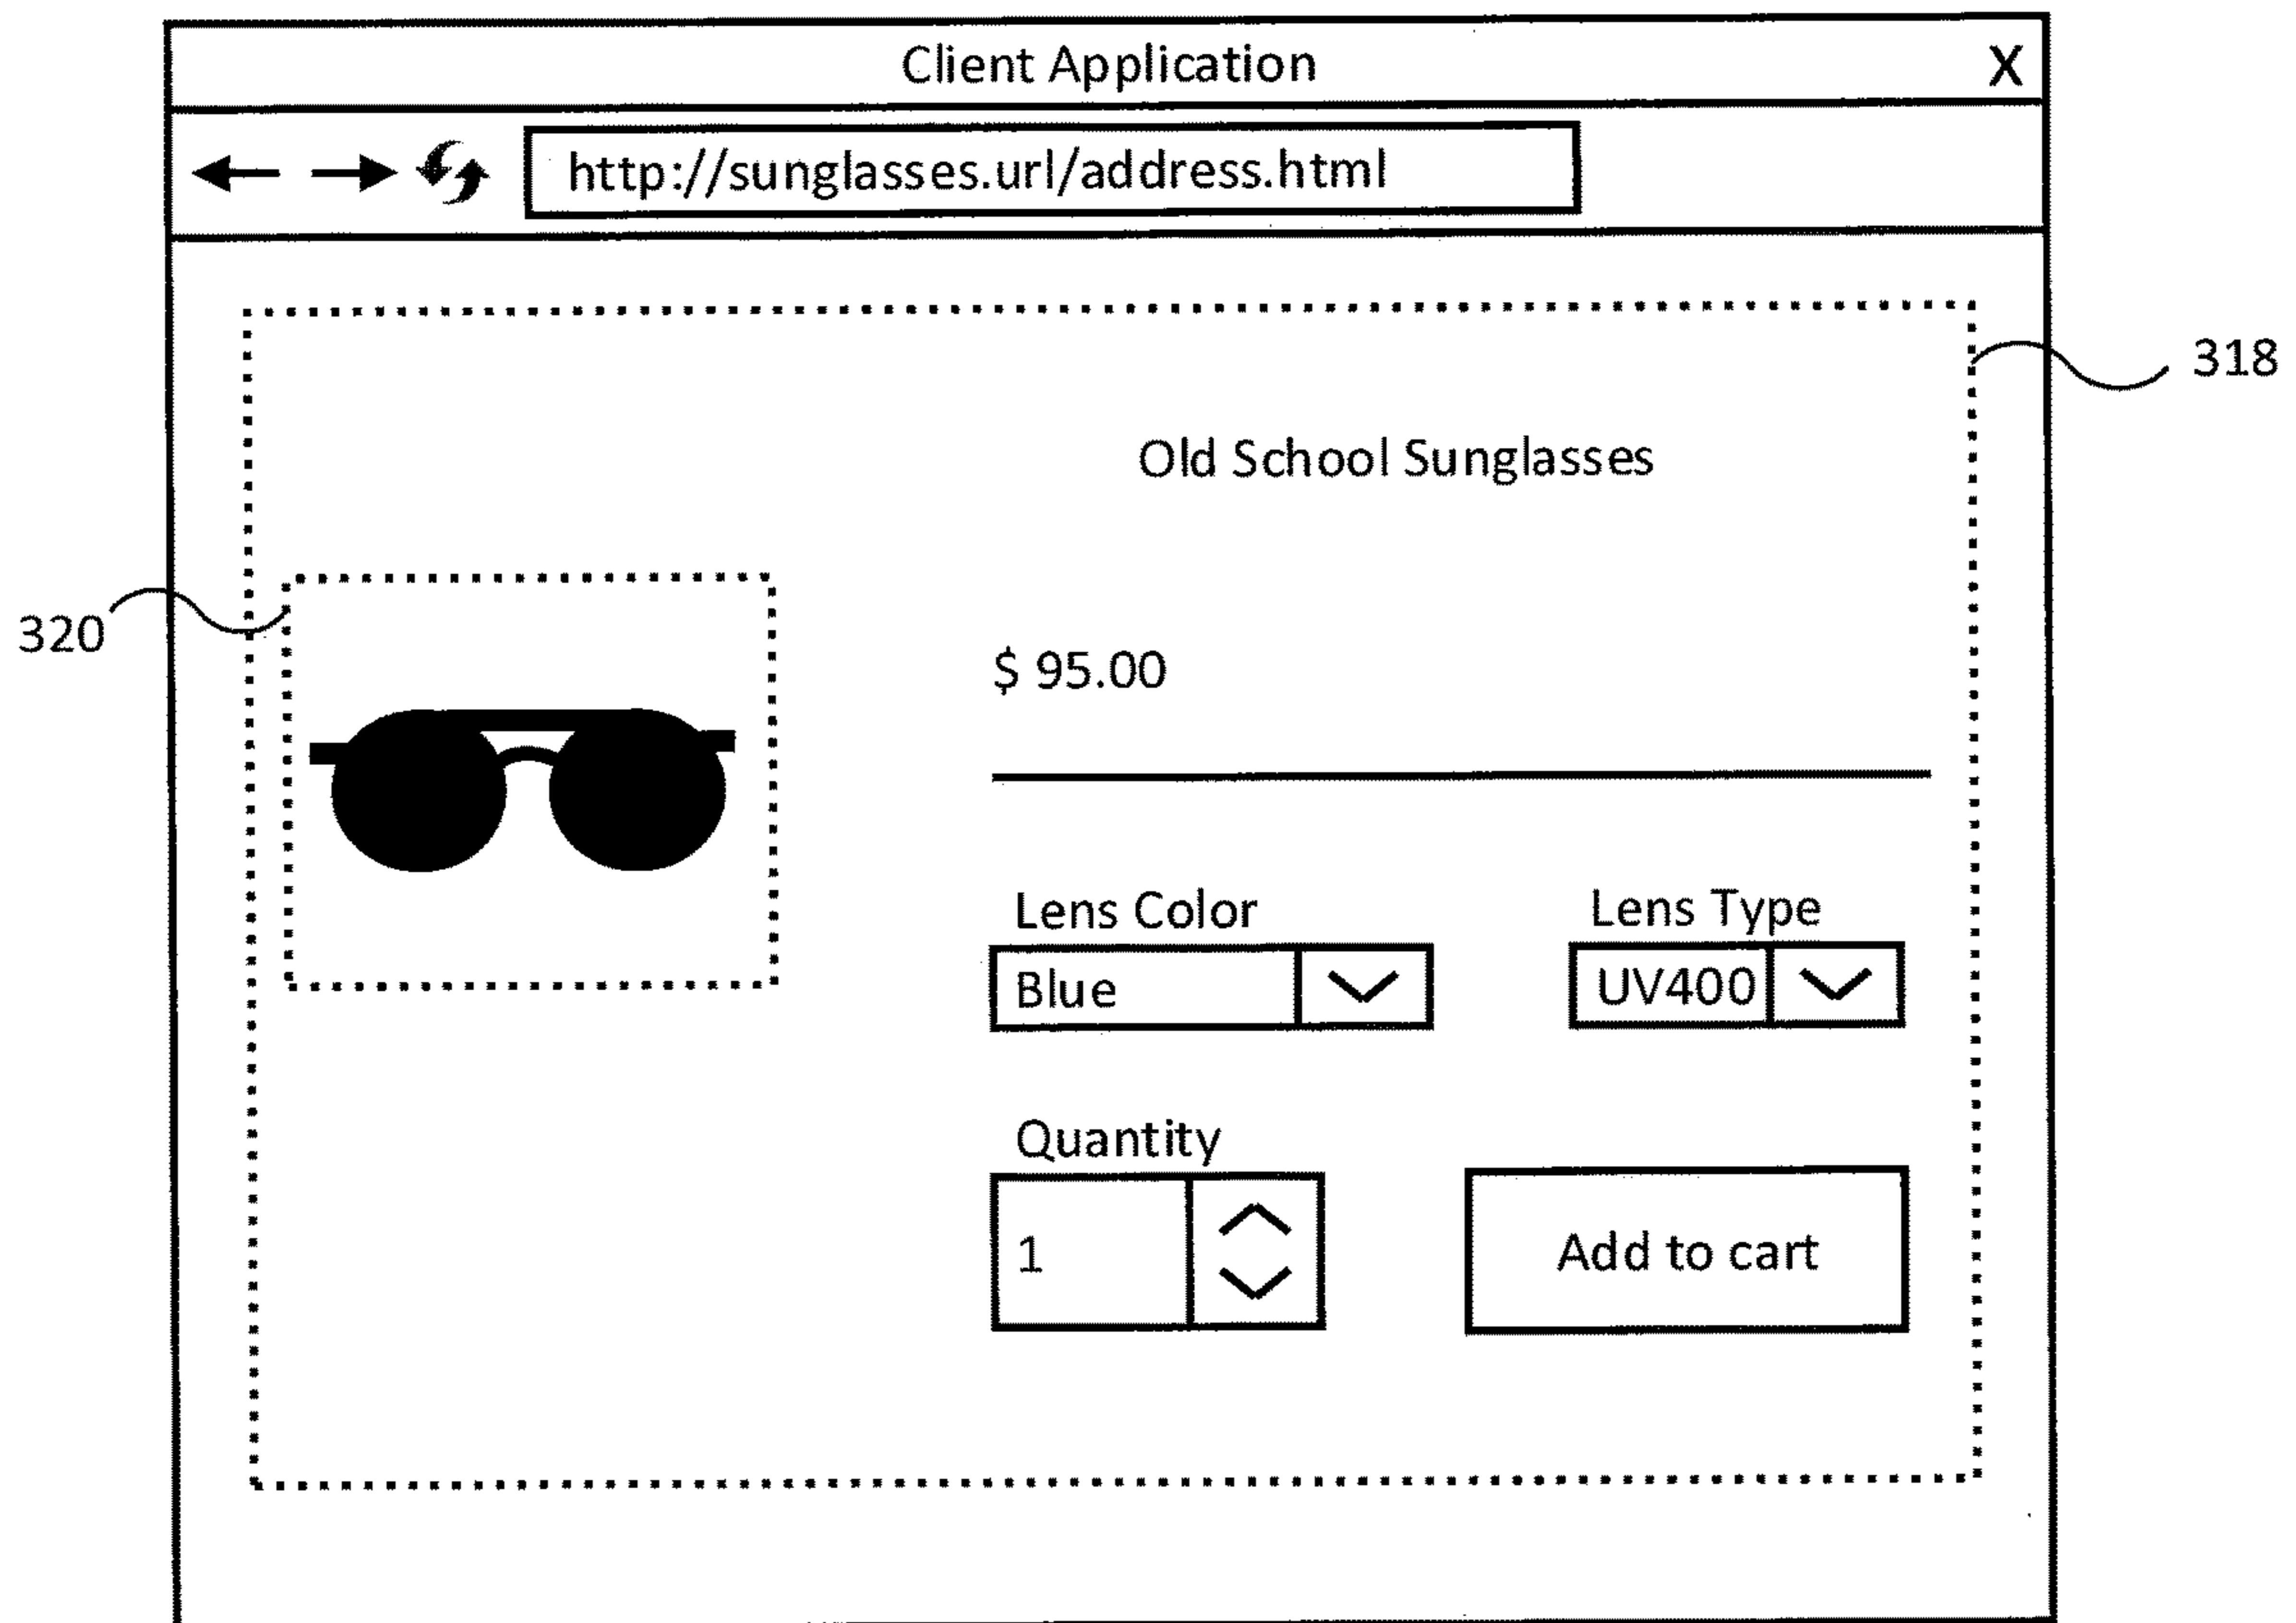 Client Application X
http://sunglasses.url/address.html
318
Old School Sunglasses
320
$ 95.00
Lens Color Lens Type
Blue UV400
Quantity
1 Add to cart